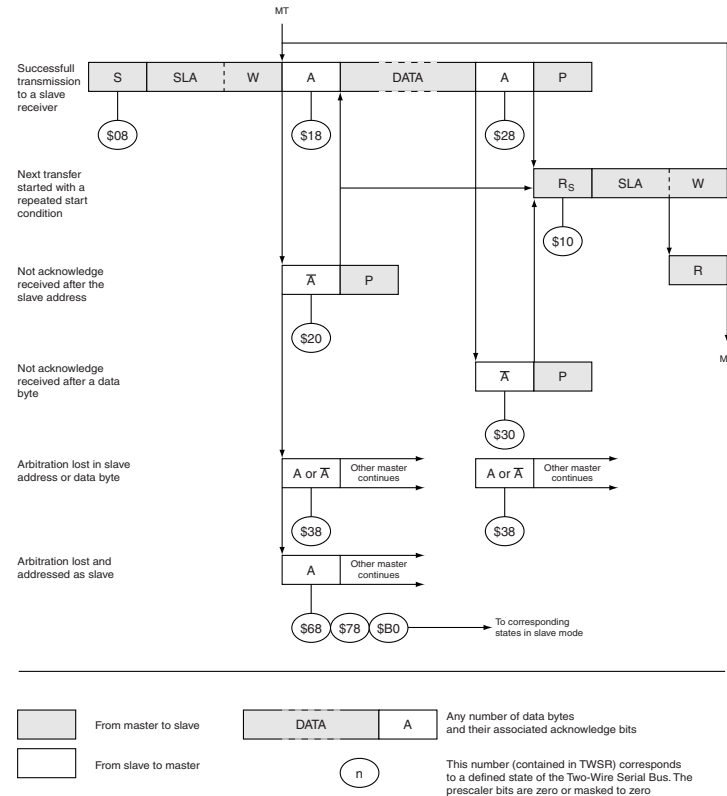 MT
Successfull
transmission
to a slave
receiver
S SLA W A DATA A P
$08 $18 $28
Next transfer
started with a
repeated start
condition
RS SLA W
$10
Not acknowledge
received after the
slave address
A̅ P
R
$20
M
Not acknowledge
received after a data
byte
A̅ P
$30
Arbitration lost in slave
address or data byte
A or A̅ Other master
continues
A or A̅ Other master
continues
$38 $38
Arbitration lost and
addressed as slave
A Other master
continues
$68 $78 $B0
To corresponding
states in slave mode
From master to slave
DATA A
Any number of data bytes
and their associated acknowledge bits
From slave to master
n
This number (contained in TWSR) corresponds
to a defined state of the Two-Wire Serial Bus. The
prescaler bits are zero or masked to zero